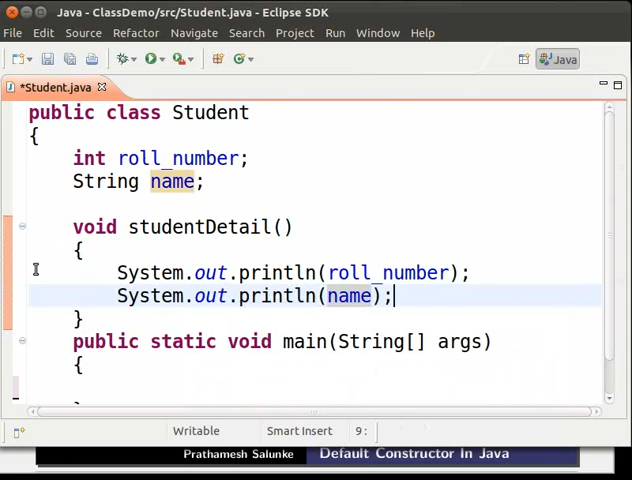 Java - ClassDemo/src/Student.java - Eclipse SDK
File Edit Source Refactor Navigate Search Project Run Window Help
Java
*Student.java
public class Student
{
int roll_number;
String name;
void studentDetail()
{
System.out.println(roll_number);
System.out.println(name);
}
public static void main(String[] args)
{
Writable Smart Insert 9:
Prathamesh Salunke Default Constructor In Java